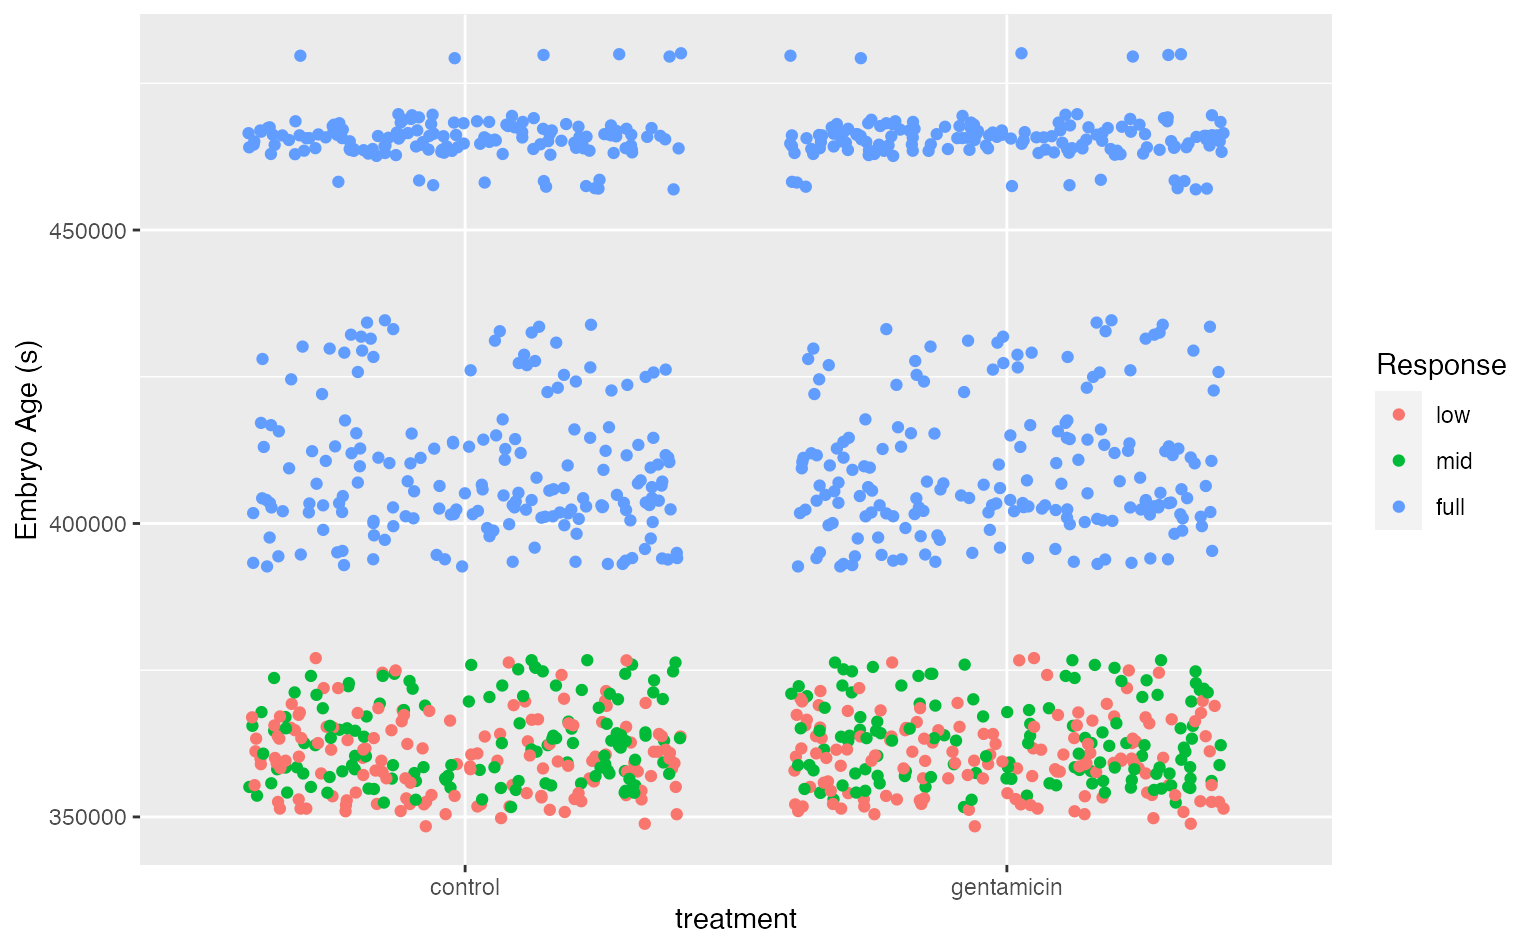 Embryo Age (s)
450000
400000
350000
control
gentamicin
treatment
Response
low
mid
full